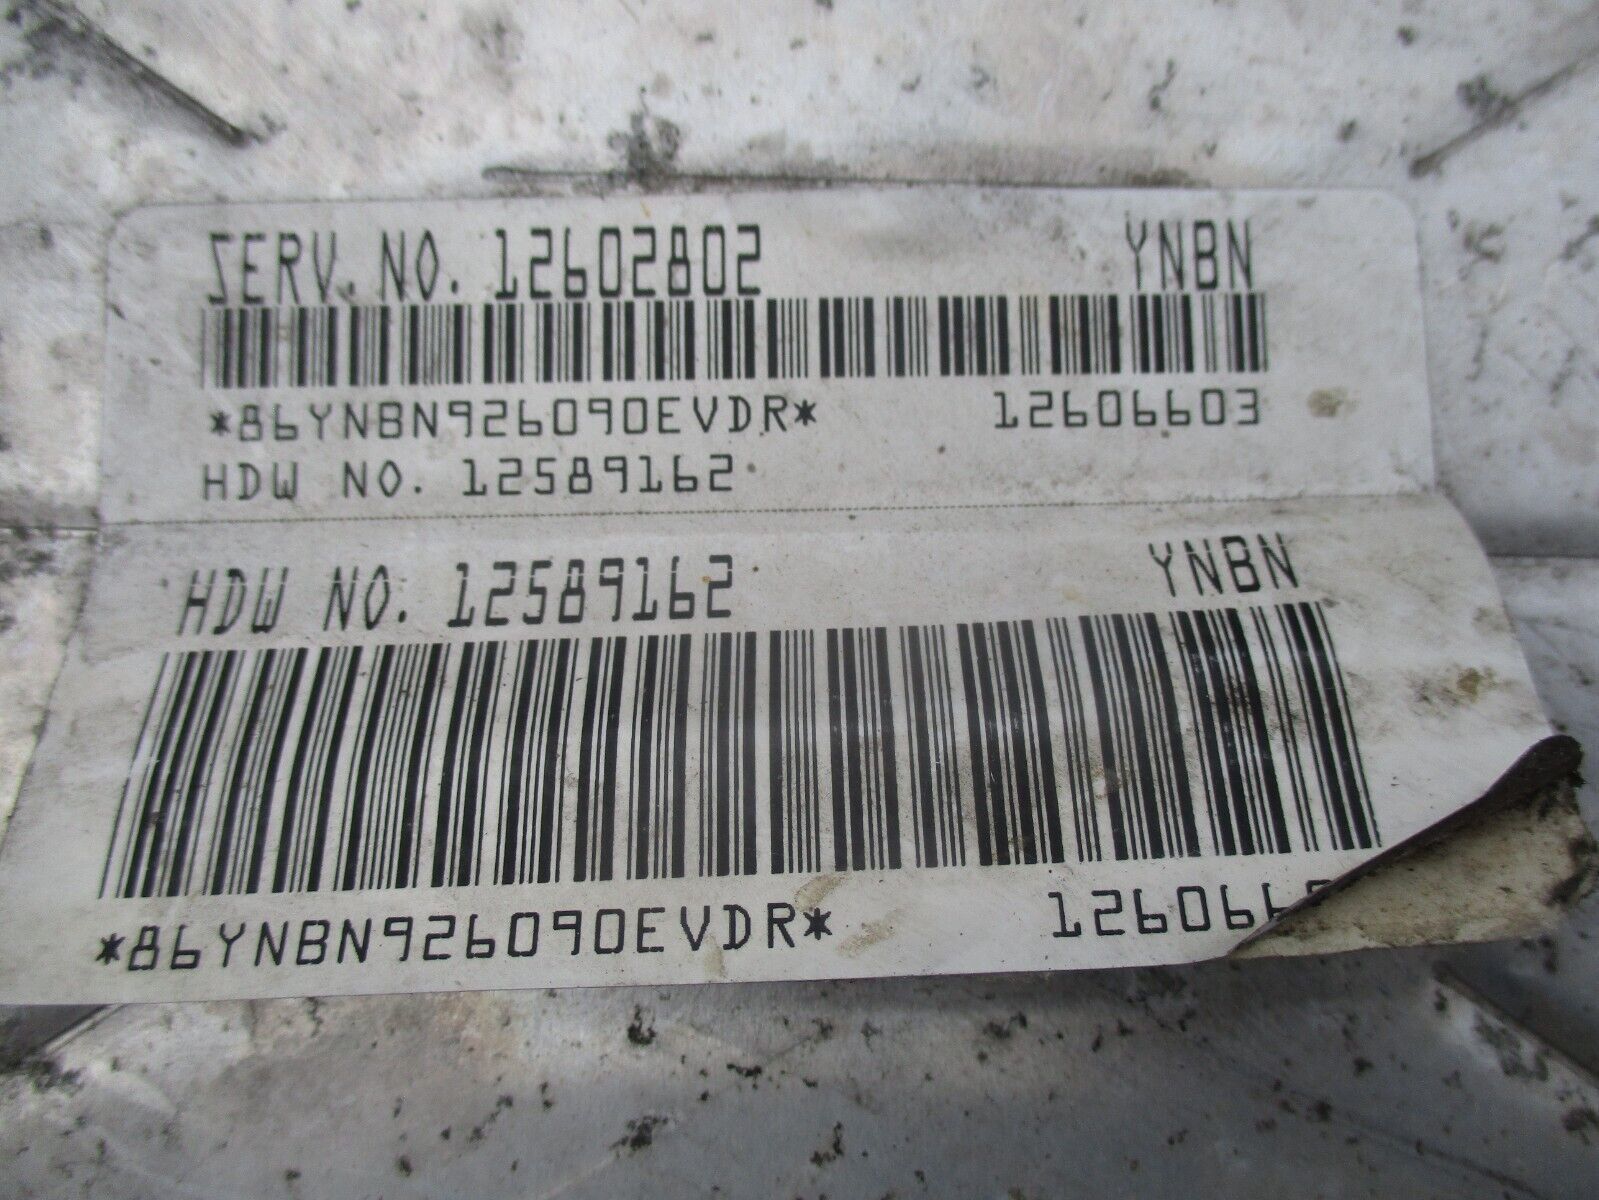 SERV. NO. 12602802 YNBN
*86YNBN926090EVDR* 12606603
HDW NO. 12589162
HDW NO. 12589162 YNBN
*86YNBN926090EVDR*